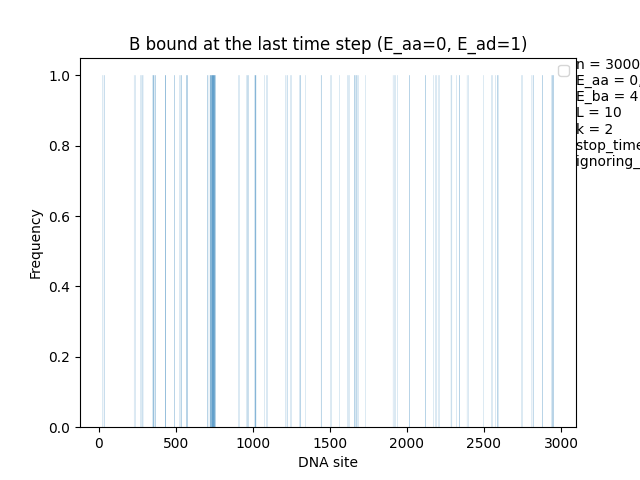 B bound at the last time step (E_aa=0, E_ad=1)
n = 3000
E_aa = 0,
E_ba = 4
L = 10
k = 2
stop_time
ignoring_
1.0
0.8
0.6
0.4
0.2
0.0
Frequency
0 500 1000 1500 2000 2500 3000
DNA site